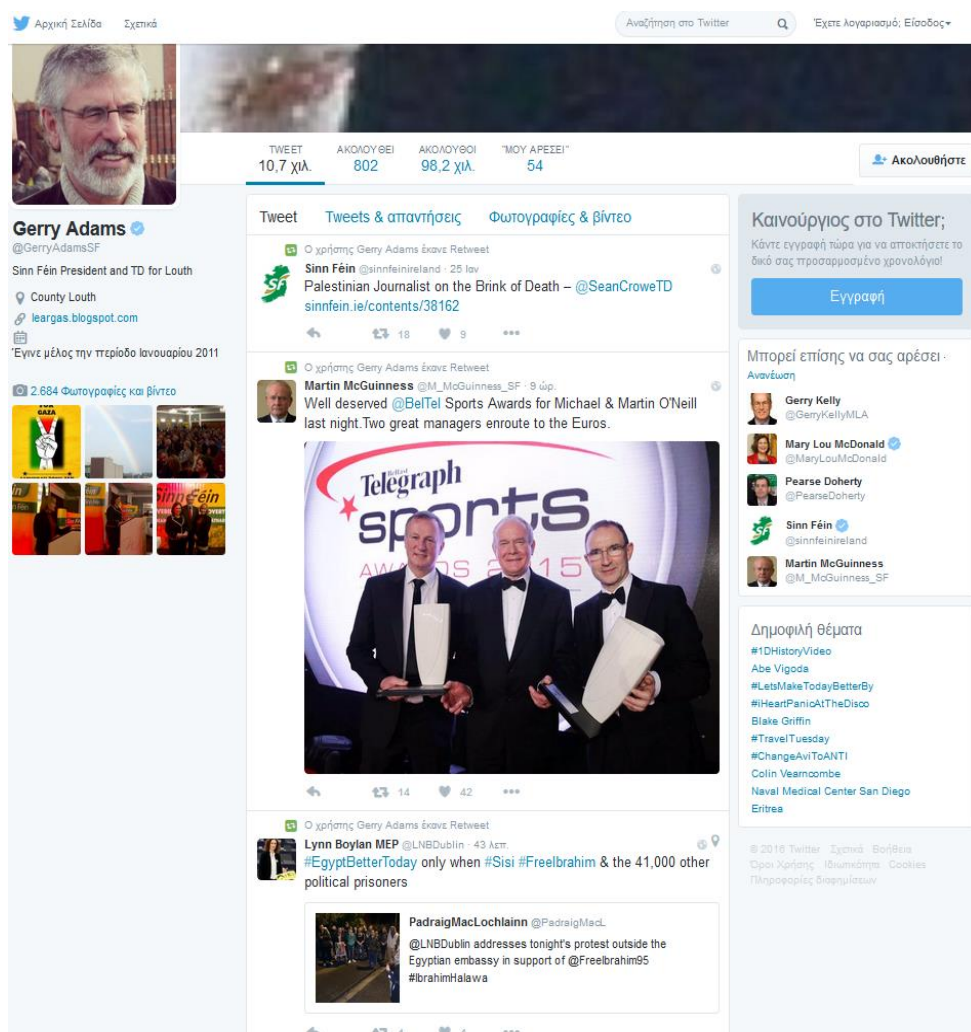 Αρχική Σελίδα Σχετικά
Αναζήτηση στο Twitter
Έχετε λογαριασμό; Είσοδος
TWEET
10,7 χιλ.
ΑΚΟΛΟΥΘΕΙ
802
ΑΚΟΛΟΥΘΟΙ
98,2 χιλ.
"ΜΟΥ ΑΡΕΣΕΙ"
54
Ακολουθήστε
Gerry Adams
@GerryAdamsSF
Sinn Féin President and TD for Louth
County Louth
leargas.blogspot.com
Έγινε μέλος την περίοδο Ιανουαρίου 2011
2.684 Φωτογραφίες και βίντεο
GAZA
Sinn Féin
Tweet Tweets & απαντήσεις Φωτογραφίες & βίντεο
Ο χρήστης Gerry Adams έκανε Retweet
Sinn Féin @sinnfeinireland · 25 Ιαν
SF
Palestinian Journalist on the Brink of Death – @SeanCroweTD
sinnfein.ie/contents/38162
18 9
Ο χρήστης Gerry Adams έκανε Retweet
Martin McGuinness @M_McGuinness_SF · 9 ώρ.
Well deserved @BelTel Sports Awards for Michael & Martin O'Neill
last night.Two great managers enroute to the Euros.
Belfast
Telegraph
sports
AWARDS 2015
14 42
Ο χρήστης Gerry Adams έκανε Retweet
Lynn Boylan MEP @LNBDublin · 43 λεπ.
#EgyptBetterToday only when #Sisi #FreeIbrahim & the 41,000 other
political prisoners
PadraigMacLochlainn @PadraigMacL
@LNBDublin addresses tonight's protest outside the
Egyptian embassy in support of @FreeIbrahim95
#IbrahimHalawa
Καινούργιος στο Twitter;
Κάντε εγγραφή τώρα για να αποκτήσετε το
δικό σας προσαρμοσμένο χρονολόγιο!
Εγγραφή
Μπορεί επίσης να σας αρέσει ·
Ανανέωση
Gerry Kelly
@GerryKellyMLA
Mary Lou McDonald
@MaryLouMcDonald
Pearse Doherty
@PearseDoherty
SF
Sinn Féin
@sinnfeinireland
Martin McGuinness
@M_McGuinness_SF
Δημοφιλή θέματα
#1DHistoryVideo
Abe Vigoda
#LetsMakeTodayBetterBy
#iHeartPanicAtTheDisco
Blake Griffin
#TravelTuesday
#ChangeAviToANTI
Colin Vearncombe
Naval Medical Center San Diego
Eritrea
© 2016 Twitter Σχετικά Βοήθεια
Όροι Χρήσης Ιδιωτικότητα Cookies
Πληροφορίες διαφημίσεων